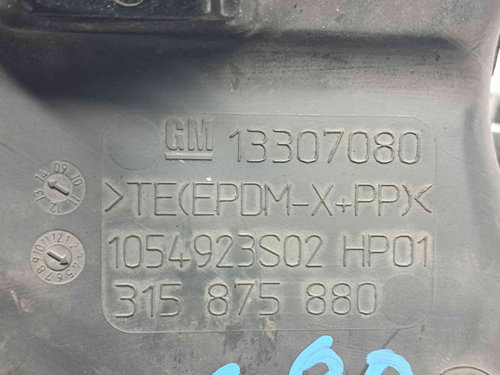 GM 13307080
>TE(EPDM-X+PP)<
1054923S02 HP01
315 875 880